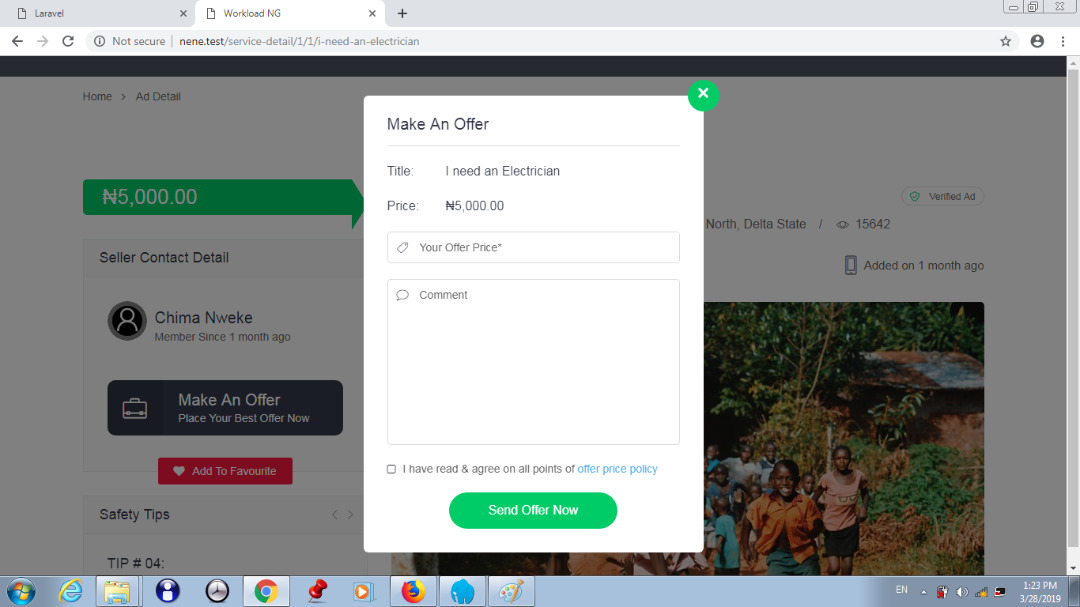 Laravel
Workload NG
Not secure | nene.test/service-detail/1/1/i-need-an-electrician
Home > Ad Detail
Make An Offer
Title: I need an Electrician
Price: ₦5,000.00
Your Offer Price*
Comment
I have read & agree on all points of offer price policy
Send Offer Now
₦5,000.00
Verified Ad
North, Delta State / 15642
Added on 1 month ago
Seller Contact Detail
Chima Nweke
Member Since 1 month ago
Make An Offer
Place Your Best Offer Now
Add To Favourite
Safety Tips
TIP # 04:
EN
1:23 PM
3/28/2019